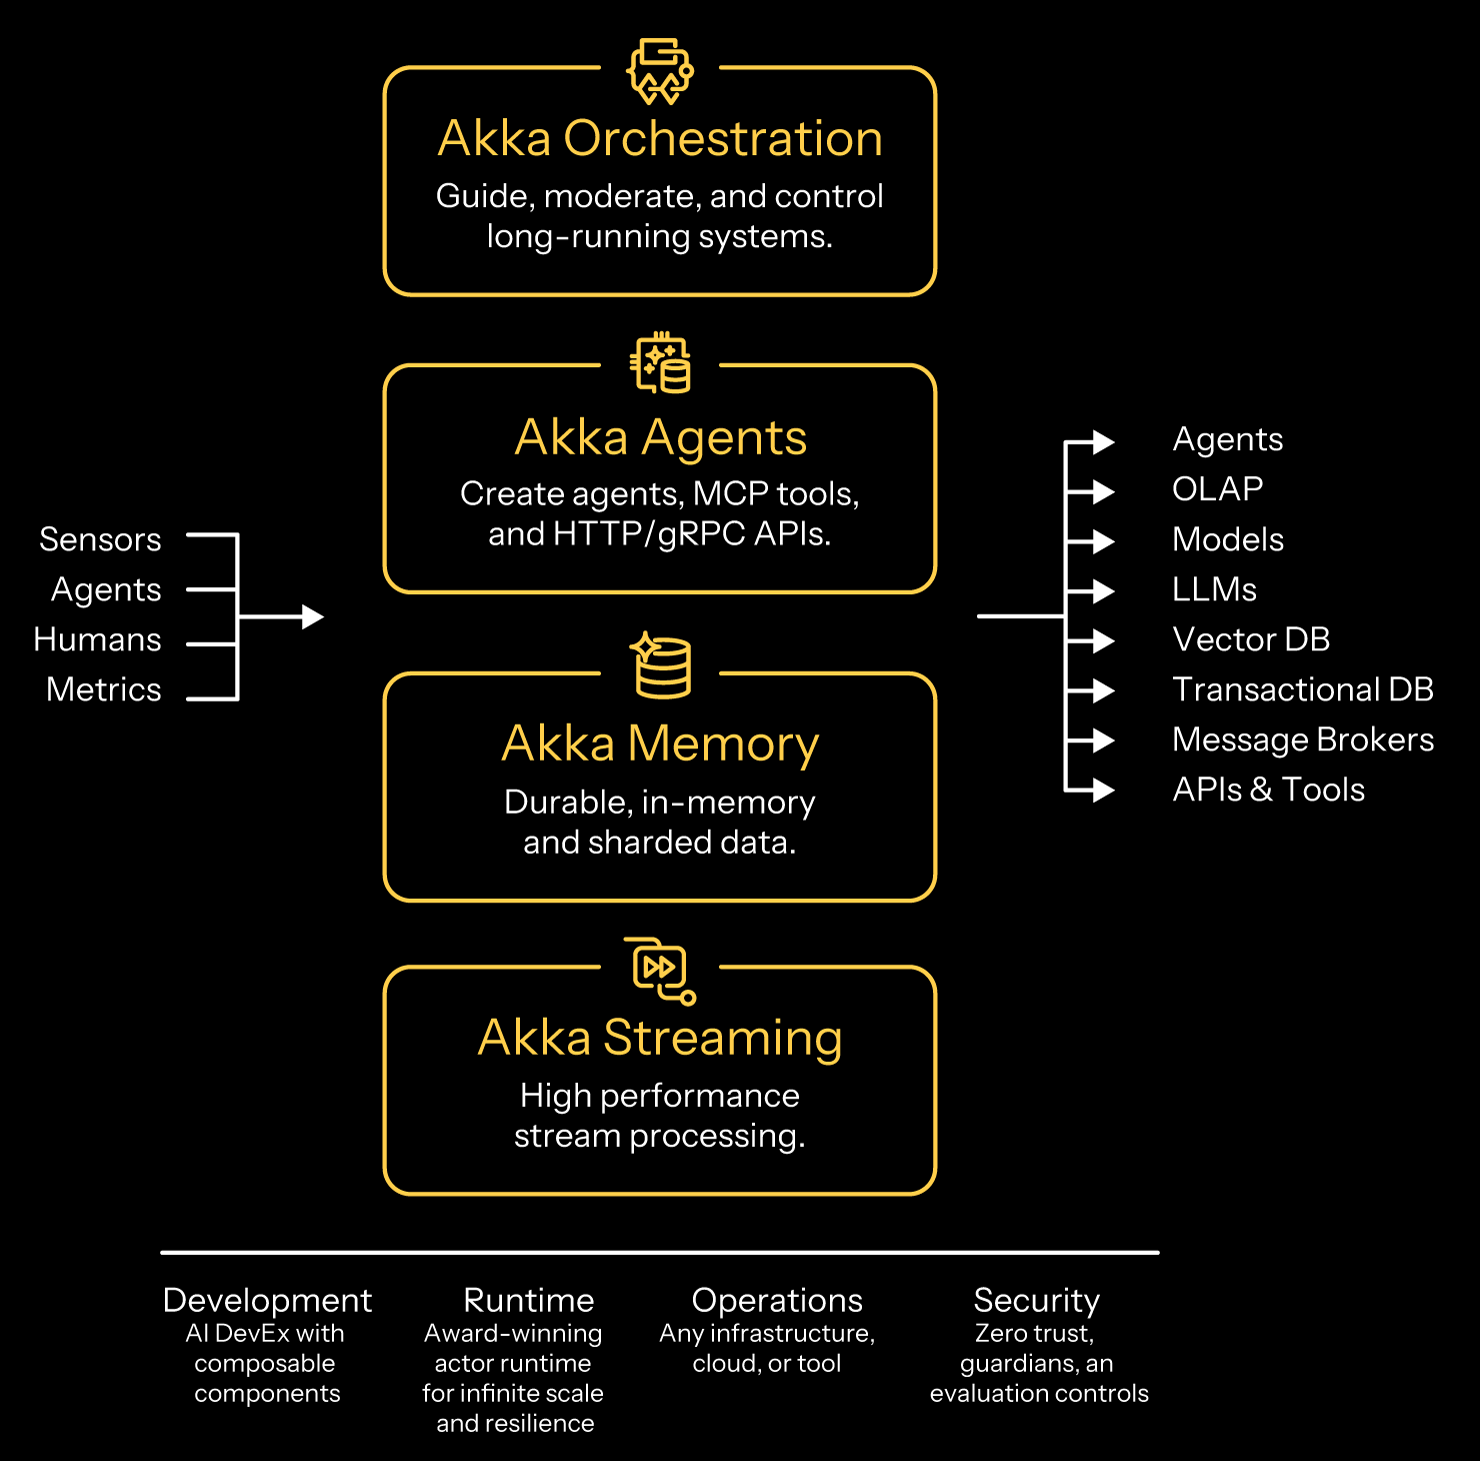 Akka Orchestration
Guide, moderate, and control
long-running systems.
Akka Agents
Create agents, MCP tools,
and HTTP/gRPC APIs.
Akka Memory
Durable, in-memory
and sharded data.
Akka Streaming
High performance
stream processing.
Sensors
Agents
Humans
Metrics
Agents
OLAP
Models
LLMs
Vector DB
Transactional DB
Message Brokers
APIs & Tools
Development
AI DevEx with
composable
components
Runtime
Award-winning
actor runtime
for infinite scale
and resilience
Operations
Any infrastructure,
cloud, or tool
Security
Zero trust,
guardians, an
evaluation controls